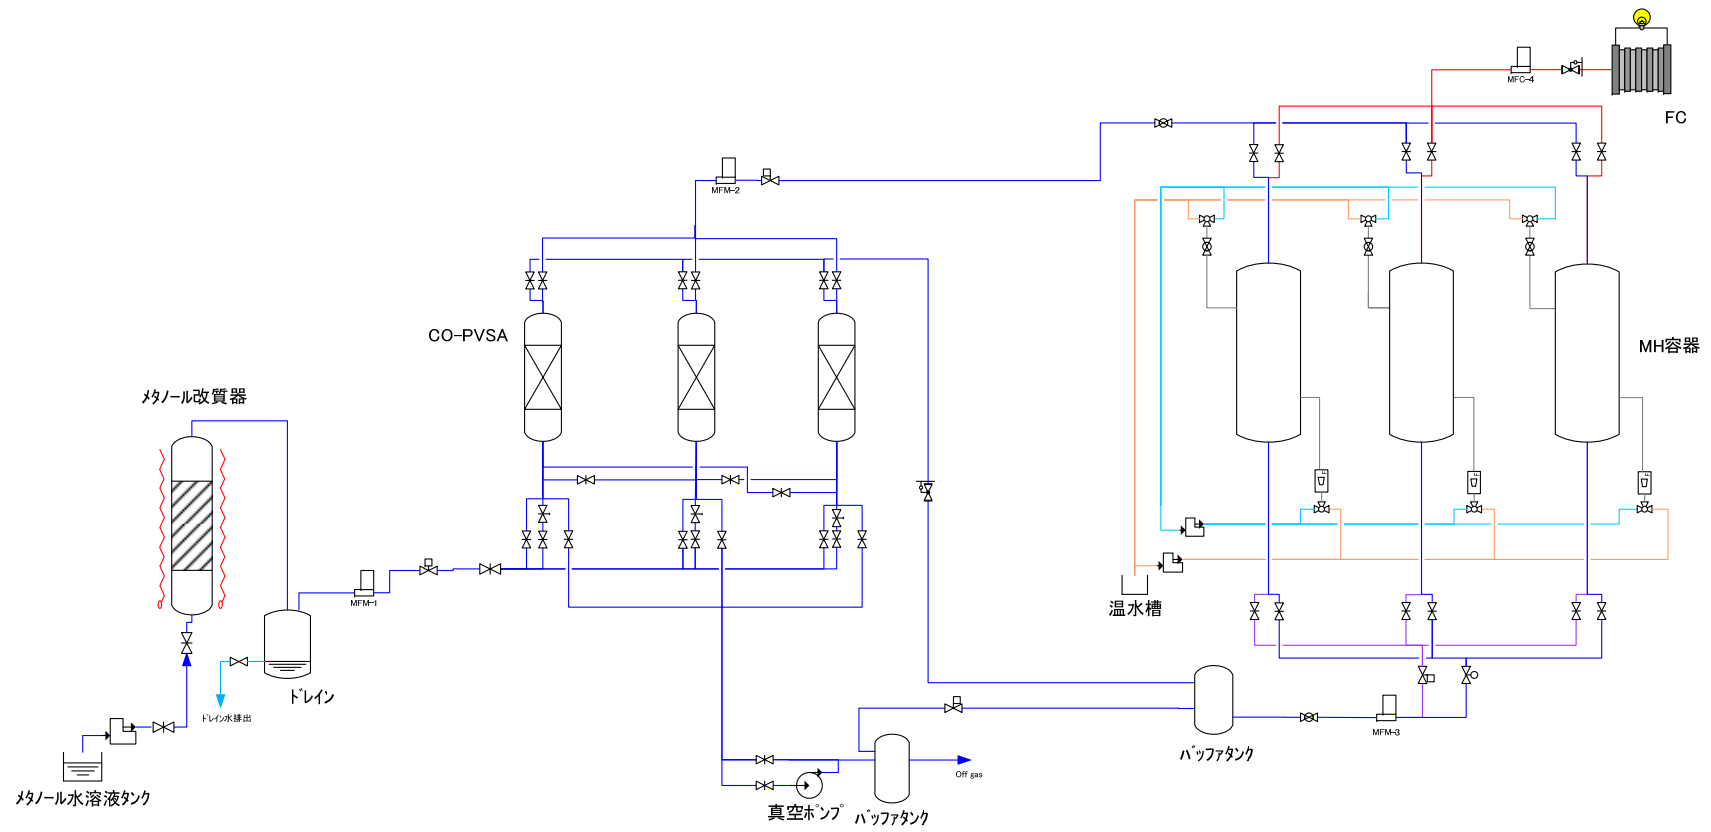 MFC-4
FC
MFM-2
CO-PVSA
MH容器
メタノール改質器
MFM-1
温水槽
ドレイン
ドレイン水排出
MFM-3
バッファタンク
Off gas
メタノール水溶液タンク
真空ポンプ
バッファタンク